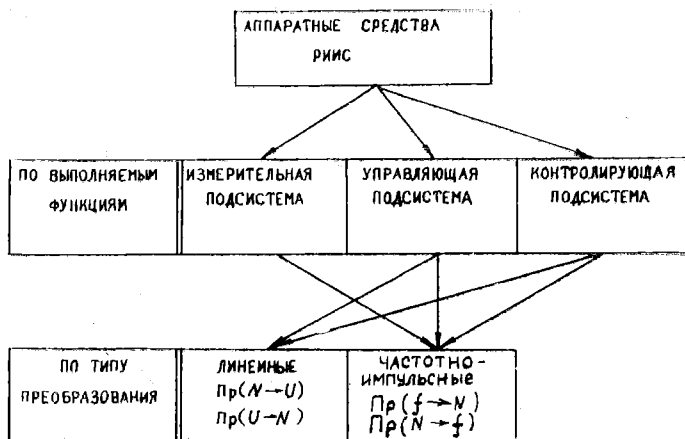 АППАРАТНЫЕ СРЕДСТВА
РИИС
ПО ВЫПОЛНЯЕМЫМ
ФУНКЦИЯМ
ИЗМЕРИТЕЛЬНАЯ
ПОДСИСТЕМА
УПРАВЛЯЮЩАЯ
ПОДСИСТЕМА
КОНТРОЛИРУЮЩАЯ
ПОДСИСТЕМА
ПО ТИПУ
ПРЕОБРАЗОВАНИЯ
ЛИНЕИНЫЕ
Пр(N→U)
Пр(U→N)
ЧАСТОТНО-
ИМПУЛЬСНЫЕ
Пр(f→N)
Пр(N→f)